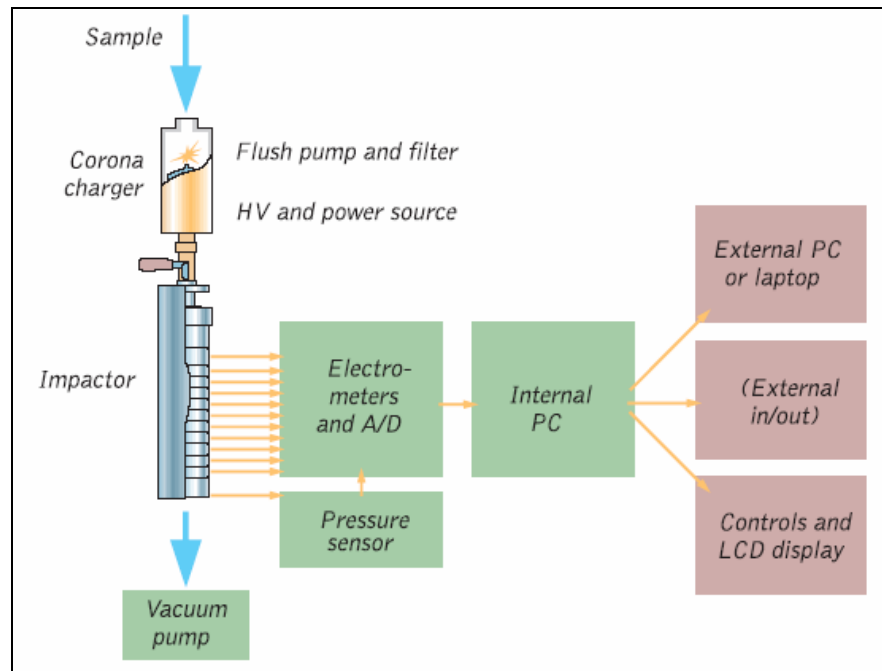 Sample
Corona
charger
Flush pump and filter
HV and power source
Impactor
Electro-
meters
and A/D
Internal
PC
External PC
or laptop
(External
in/out)
Controls and
LCD display
Pressure
sensor
Vacuum
pump